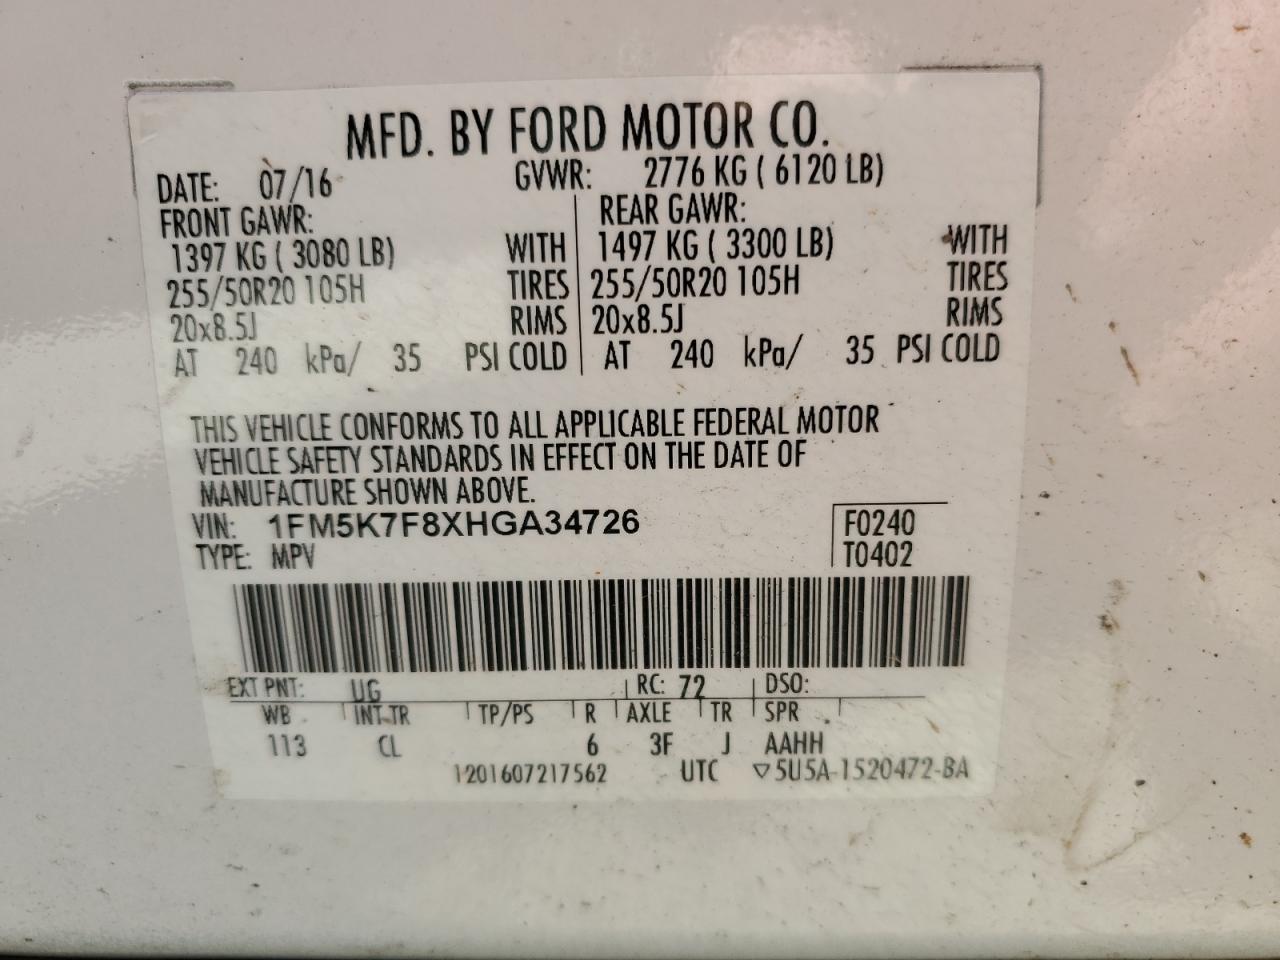 MFD. BY FORD MOTOR CO.
DATE: 07/16 GVWR: 2776 KG ( 6120 LB)
FRONT GAWR: REAR GAWR:
1397 KG ( 3080 LB) WITH 1497 KG ( 3300 LB) WITH
255/50R20 105H TIRES 255/50R20 105H TIRES
20x8.5J RIMS 20x8.5J RIMS
AT 240 kPa/ 35 PSI COLD AT 240 kPa/ 35 PSI COLD
THIS VEHICLE CONFORMS TO ALL APPLICABLE FEDERAL MOTOR
VEHICLE SAFETY STANDARDS IN EFFECT ON THE DATE OF
MANUFACTURE SHOWN ABOVE.
VIN: 1FM5K7F8XHGA34726 F0240
TYPE: MPV T0402
EXT PNT: UG RC: 72 DSO:
WB INT TR TP/PS R AXLE TR SPR
113 CL 6 3F J AAHH
1201607217562 UTC ▽5U5A-1520472-BA